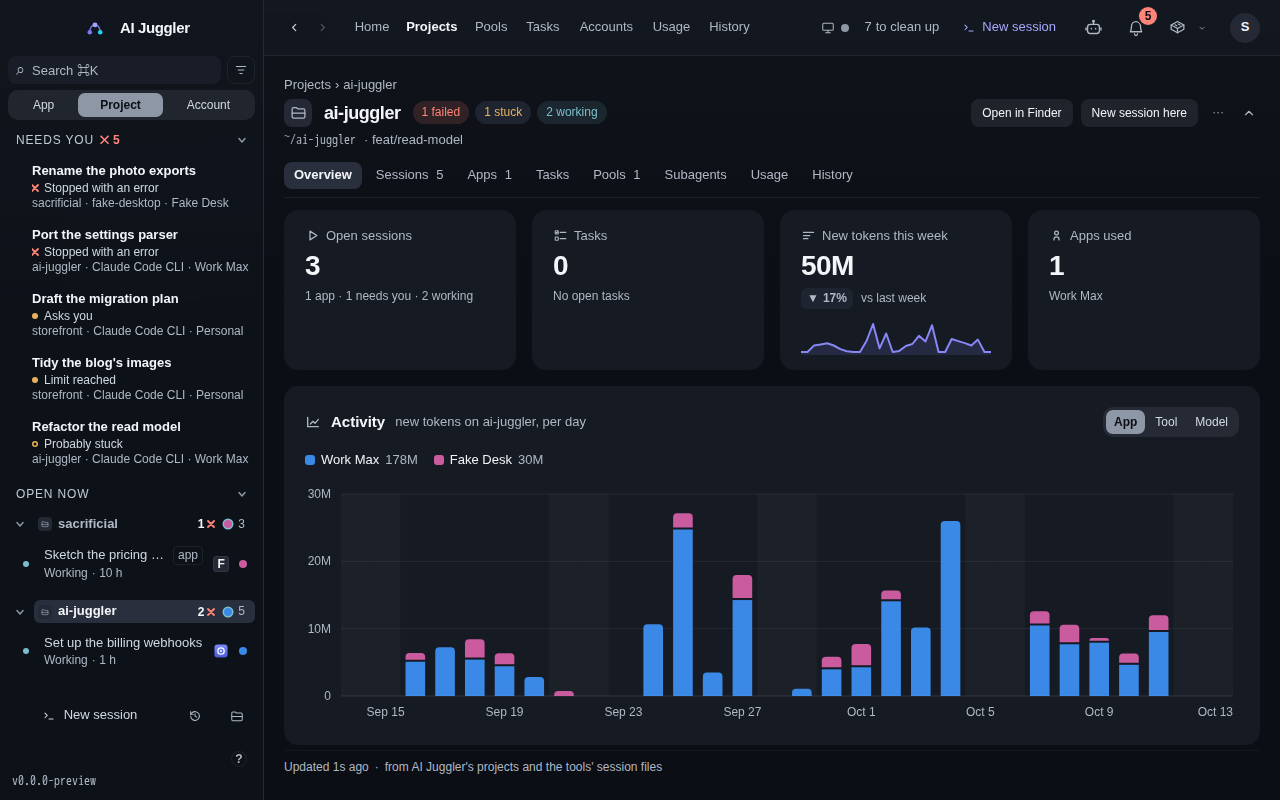 AI Juggler
Search ⌘K
App Project Account
NEEDS YOU 5
Rename the photo exports
Stopped with an error
sacrificial · fake-desktop · Fake Desk
Port the settings parser
Stopped with an error
ai-juggler · Claude Code CLI · Work Max
Draft the migration plan
Asks you
storefront · Claude Code CLI · Personal
Tidy the blog's images
Limit reached
storefront · Claude Code CLI · Personal
Refactor the read model
Probably stuck
ai-juggler · Claude Code CLI · Work Max
OPEN NOW
sacrificial 1 3
Sketch the pricing … app F
Working · 10 h
ai-juggler 2 5
Set up the billing webhooks
Working · 1 h
New session
?
v0.0.0-preview
Home Projects Pools Tasks Accounts Usage History 7 to clean up New session 5 S
Projects › ai-juggler
ai-juggler 1 failed 1 stuck 2 working Open in Finder New session here ...
~/ai-juggler · feat/read-model
Overview Sessions 5 Apps 1 Tasks Pools 1 Subagents Usage History
Open sessions
3
1 app · 1 needs you · 2 working
Tasks
0
No open tasks
New tokens this week
50M
▼ 17% vs last week
Apps used
1
Work Max
Activity new tokens on ai-juggler, per day App Tool Model
Work Max 178M Fake Desk 30M
30M
20M
10M
0
Sep 15 Sep 19 Sep 23 Sep 27 Oct 1 Oct 5 Oct 9 Oct 13
Updated 1s ago · from AI Juggler's projects and the tools' session files